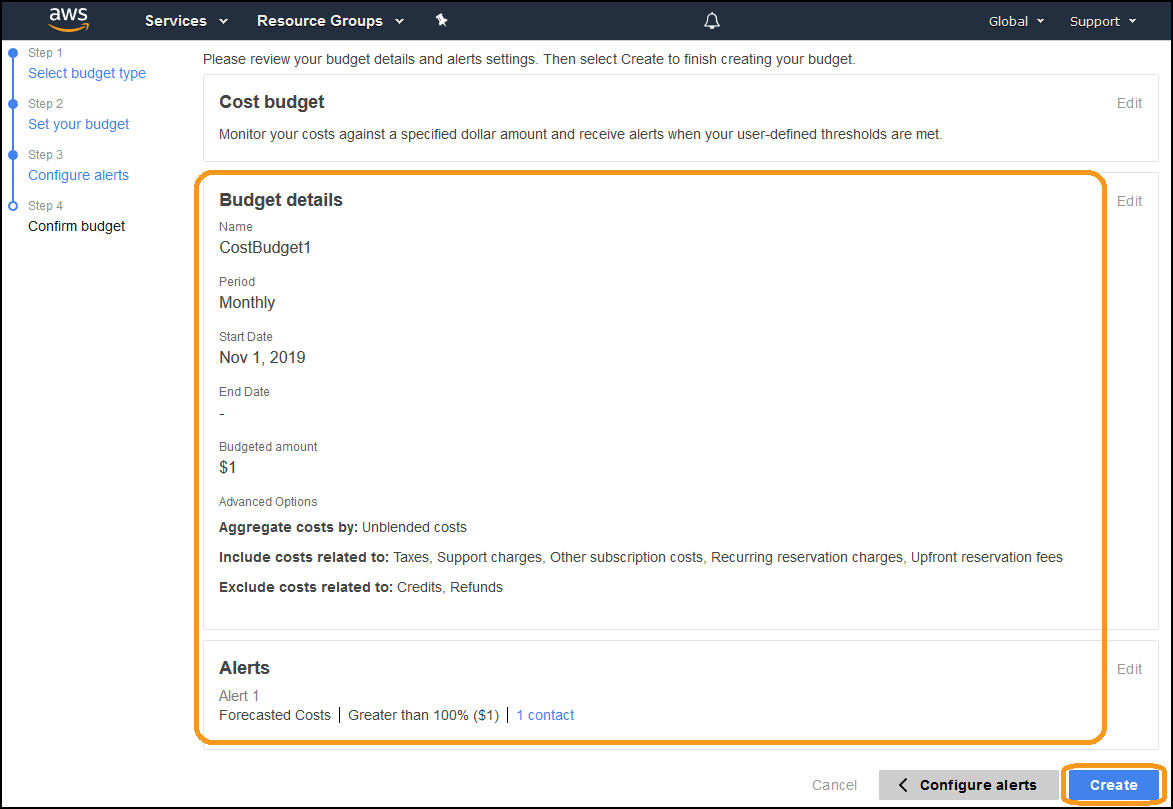 aws Services Resource Groups Global Support
Step 1
Select budget type
Step 2
Set your budget
Step 3
Configure alerts
Step 4
Confirm budget
Please review your budget details and alerts settings. Then select Create to finish creating your budget.
Cost budget Edit
Monitor your costs against a specified dollar amount and receive alerts when your user-defined thresholds are met.
Budget details Edit
Name
CostBudget1
Period
Monthly
Start Date
Nov 1, 2019
End Date
-
Budgeted amount
$1
Advanced Options
Aggregate costs by: Unblended costs
Include costs related to: Taxes, Support charges, Other subscription costs, Recurring reservation charges, Upfront reservation fees
Exclude costs related to: Credits, Refunds
Alerts Edit
Alert 1
Forecasted Costs | Greater than 100% ($1) | 1 contact
Cancel Configure alerts Create